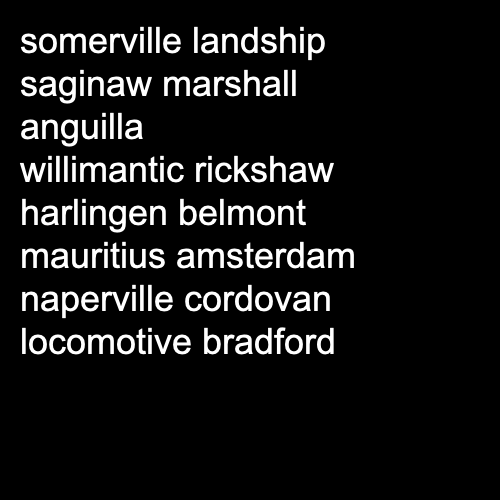 somerville landship
saginaw marshall
anguilla
willimantic rickshaw
harlingen belmont
mauritius amsterdam
naperville cordovan
locomotive bradford